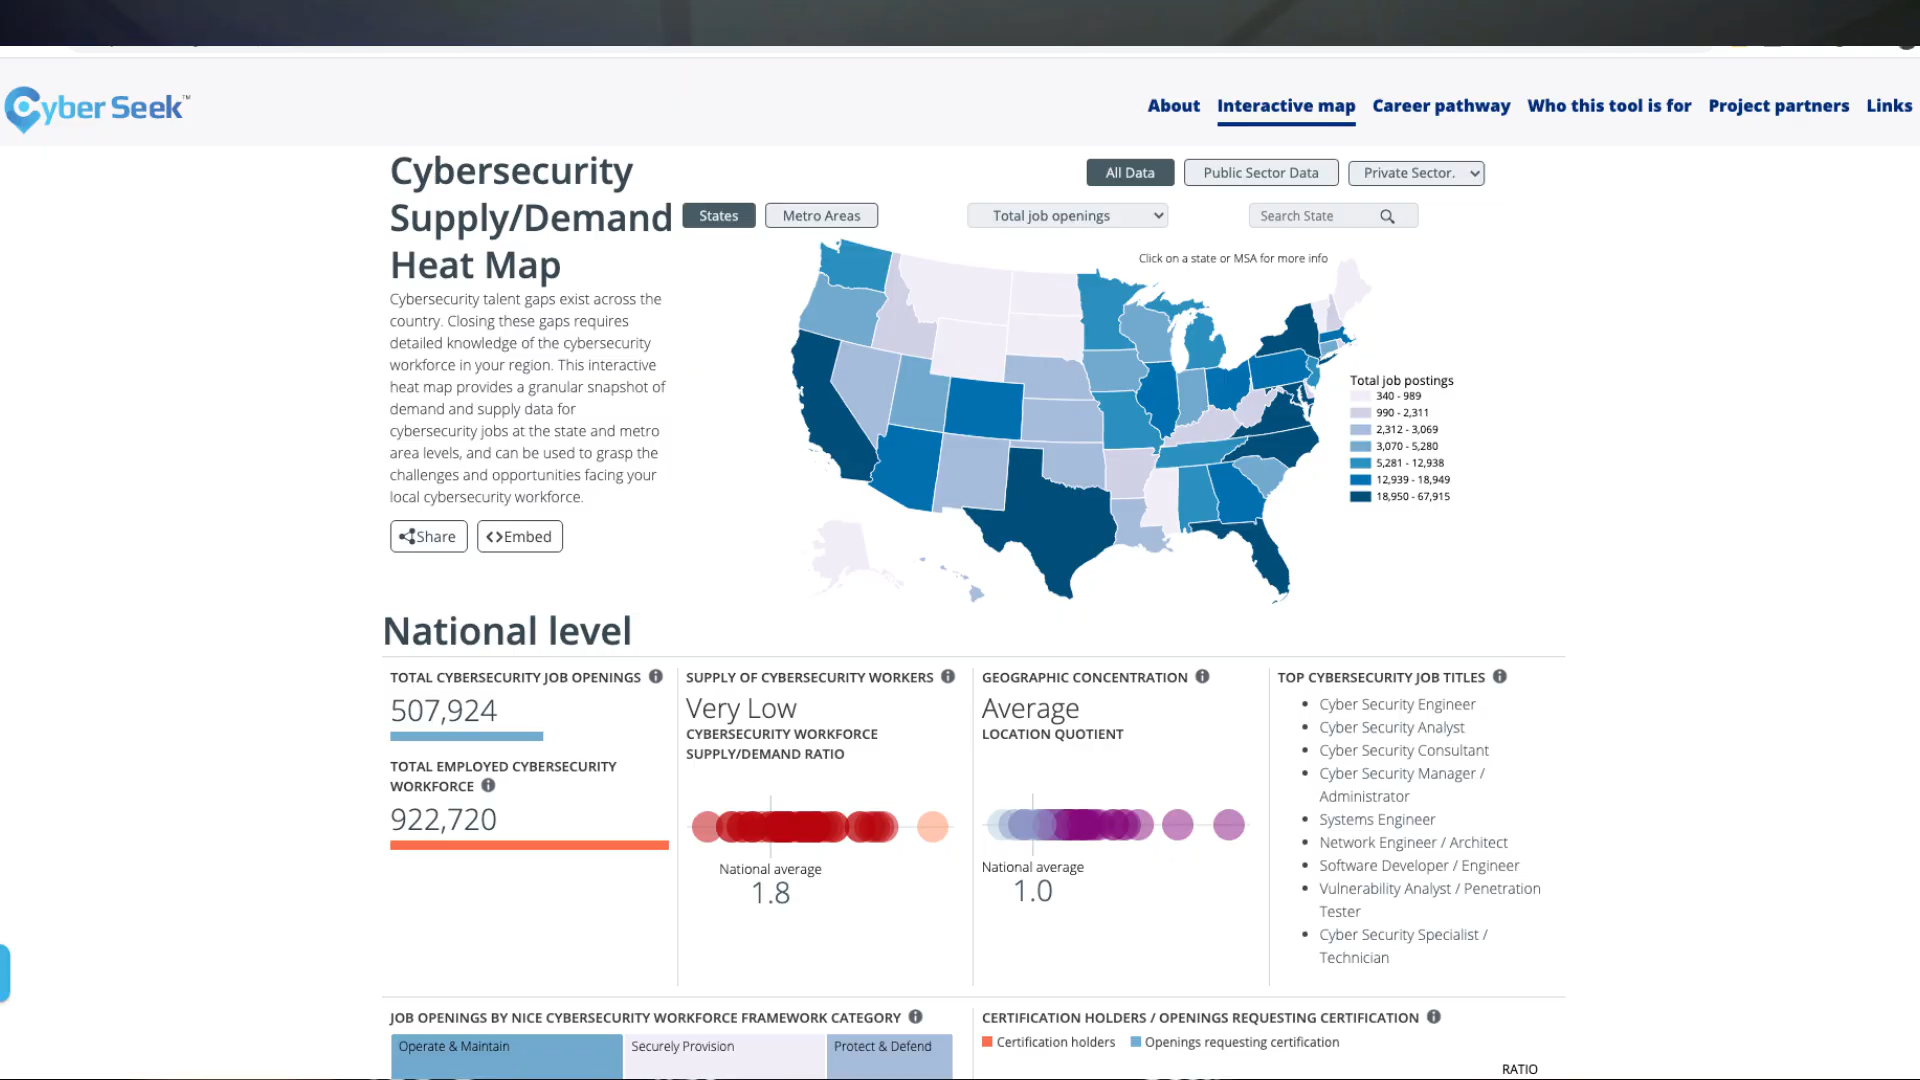 Cyber Seek™
About
Interactive map
Career pathway
Who this tool is for
Project partners
Links
Cybersecurity
Supply/Demand
Heat Map
All Data
Public Sector Data
Private Sector.
States
Metro Areas
Total job openings
Search State
Click on a state or MSA for more info
Cybersecurity talent gaps exist across the
country. Closing these gaps requires
detailed knowledge of the cybersecurity
workforce in your region. This interactive
heat map provides a granular snapshot of
demand and supply data for
cybersecurity jobs at the state and metro
area levels, and can be used to grasp the
challenges and opportunities facing your
local cybersecurity workforce.
Share
Embed
Total job postings
340 - 989
990 - 2,311
2,312 - 3,069
3,070 - 5,280
5,281 - 12,938
12,939 - 18,949
18,950 - 67,915
National level
TOTAL CYBERSECURITY JOB OPENINGS
507,924
TOTAL EMPLOYED CYBERSECURITY
WORKFORCE
922,720
SUPPLY OF CYBERSECURITY WORKERS
Very Low
CYBERSECURITY WORKFORCE
SUPPLY/DEMAND RATIO
National average
1.8
GEOGRAPHIC CONCENTRATION
Average
LOCATION QUOTIENT
National average
1.0
TOP CYBERSECURITY JOB TITLES
Cyber Security Engineer
Cyber Security Analyst
Cyber Security Consultant
Cyber Security Manager /
Administrator
Systems Engineer
Network Engineer / Architect
Software Developer / Engineer
Vulnerability Analyst / Penetration
Tester
Cyber Security Specialist /
Technician
JOB OPENINGS BY NICE CYBERSECURITY WORKFORCE FRAMEWORK CATEGORY
Operate & Maintain
Securely Provision
Protect & Defend
CERTIFICATION HOLDERS / OPENINGS REQUESTING CERTIFICATION
Certification holders
Openings requesting certification
RATIO